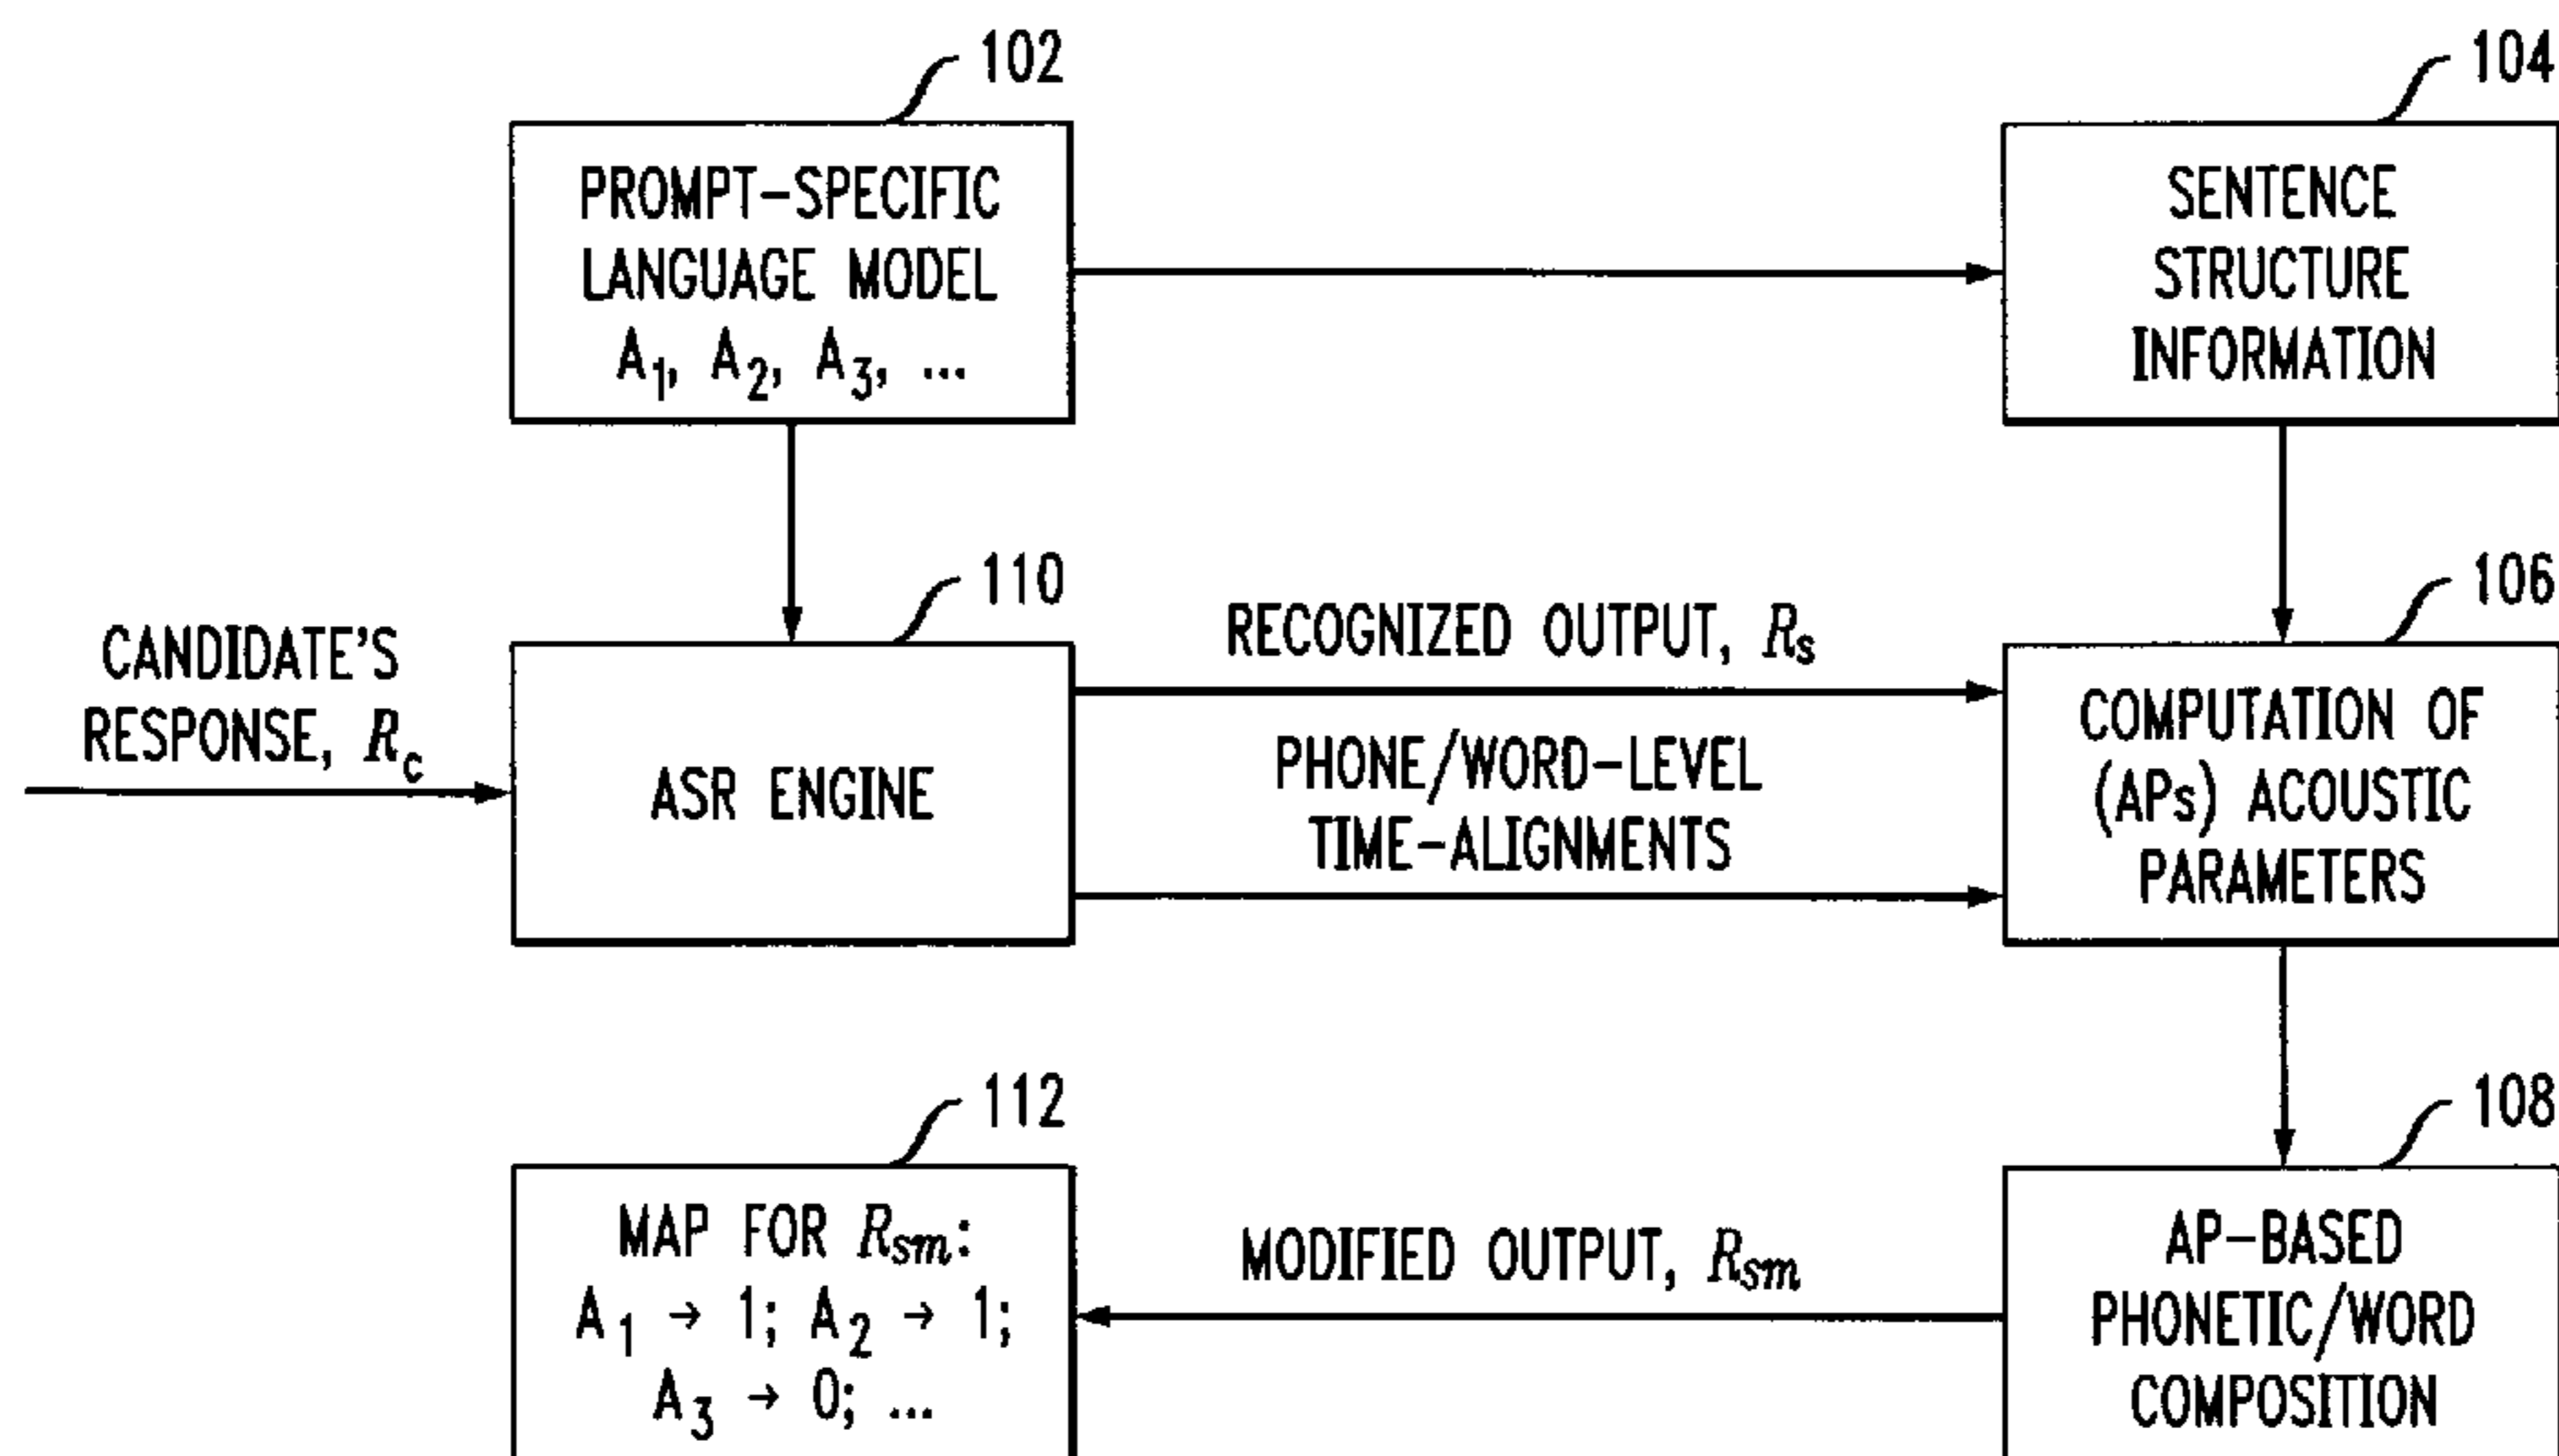 102
PROMPT-SPECIFIC
LANGUAGE MODEL
A1, A2, A3, ...
104
SENTENCE
STRUCTURE
INFORMATION
CANDIDATE'S
RESPONSE, Rc
110
ASR ENGINE
RECOGNIZED OUTPUT, Rs
PHONE/WORD-LEVEL
TIME-ALIGNMENTS
106
COMPUTATION OF
(APs) ACOUSTIC
PARAMETERS
112
MAP FOR Rsm:
A1 → 1; A2 → 1;
A3 → 0; ...
MODIFIED OUTPUT, Rsm
108
AP-BASED
PHONETIC/WORD
COMPOSITION